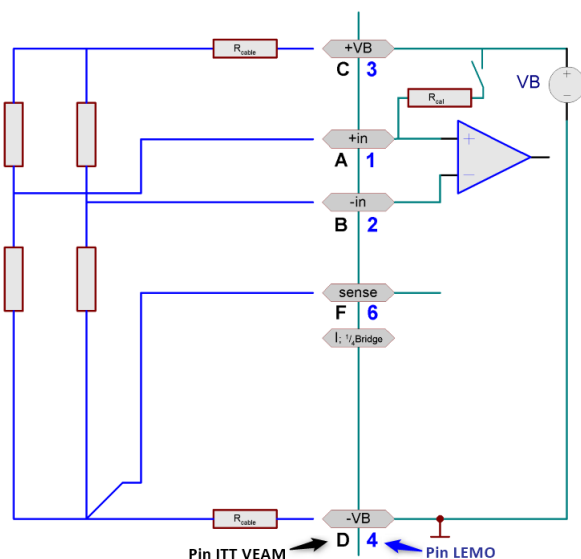 Rcable
+VB
C 3
VB
Rcal
+in
A 1
+
-in
−
B 2
sense
F 6
I; 1/4Bridge
Rcable
-VB
D 4
Pin ITT VEAM
Pin LEMO